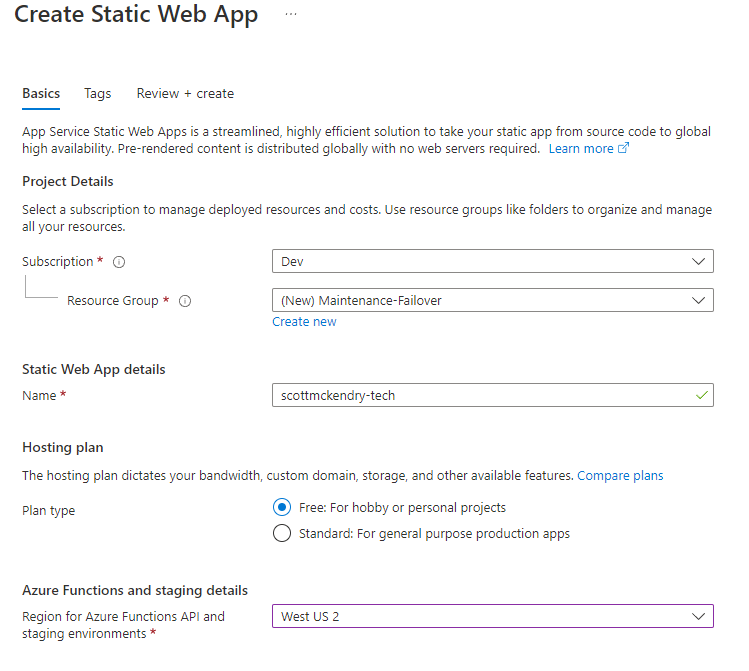 Create Static Web App ...
Basics Tags Review + create
App Service Static Web Apps is a streamlined, highly efficient solution to take your static app from source code to global
high availability. Pre-rendered content is distributed globally with no web servers required. Learn more
Project Details
Select a subscription to manage deployed resources and costs. Use resource groups like folders to organize and manage
all your resources.
Subscription * Dev
Resource Group * (New) Maintenance-Failover
Create new
Static Web App details
Name * scottmckendry-tech
Hosting plan
The hosting plan dictates your bandwidth, custom domain, storage, and other available features. Compare plans
Plan type
Free: For hobby or personal projects
Standard: For general purpose production apps
Azure Functions and staging details
Region for Azure Functions API and
staging environments *
West US 2